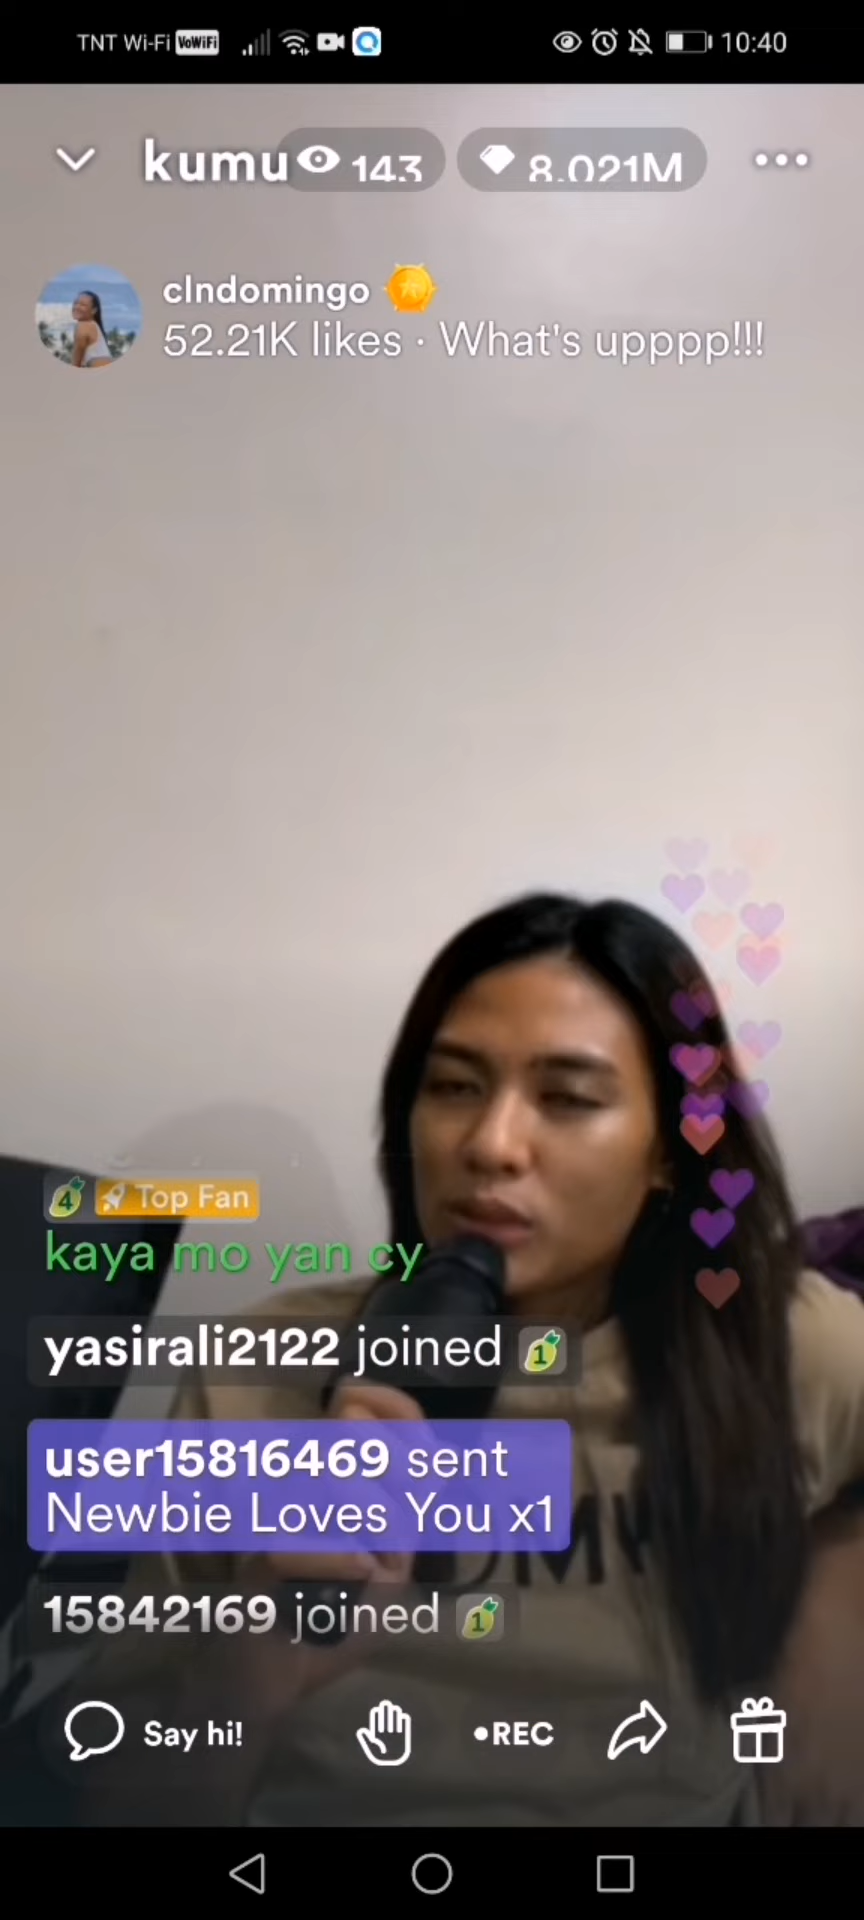 TNT Wi-Fi VoWiFi 10:40
kumu 143 8.021M
clndomingo
52.21K likes · What's upppp!!!
4 Top Fan
kaya mo yan cy
yasirali2122 joined 1
user15816469 sent
Newbie Loves You x1
15842169 joined 1
Say hi! •REC